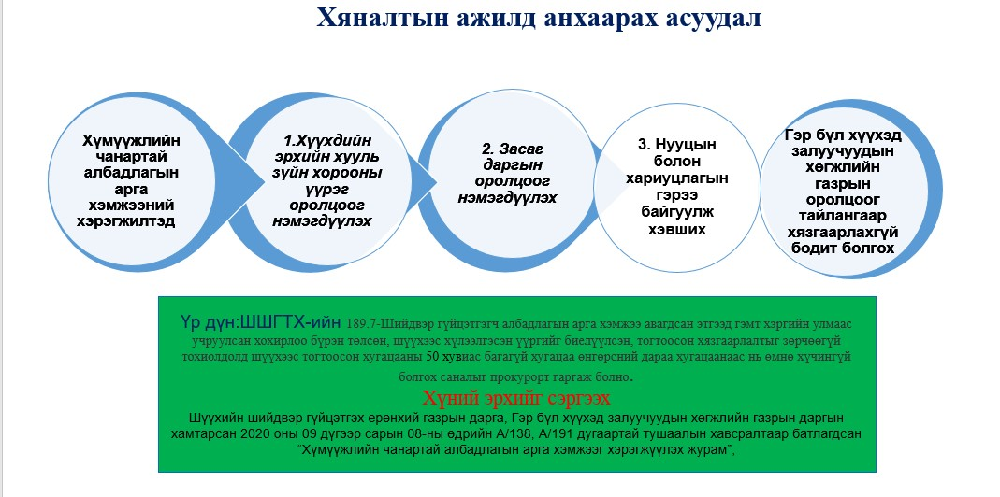 Хяналтын ажилд анхаарах асуудал
Хүмүүжлийн
чанартай
албадлагын
арга
хэмжээний
хэрэгжилтэд
1.Хүүхдийн
эрхийн хууль
зүйн хорооны
үүрэг
оролцоог
нэмэгдүүлэх
2. Засаг
даргын
оролцоог
нэмэгдүүлэх
3. Нууцын
болон
хариуцлагын
гэрээ
байгуулж
хэвших
Гэр бүл хүүхэд
залуучуудын
хөгжлийн
газрын
оролцоог
тайлангаар
хязгаарлахгүй
бодит болгох
Үр дүн:ШШГТХ-ийн 189.7-Шийдвэр гүйцэтгэгч албадлагын арга хэмжээ авагдсан этгээд гэмт хэргийн улмаас
учруулсан хохирлоо бүрэн төлсөн, шүүхээс хүлээлгэсэн үүргийг биелүүлсэн, тогтоосон хязгаарлалтыг зөрчөөгүй
тохиолдолд шүүхээс тогтоосон хугацааны 50 хувиас багагүй хугацаа өнгөрсний дараа хугацаанаас нь өмнө хүчингүй
болгох саналыг прокурорт гаргаж болно.
Хүний эрхийг сэргээх
Шүүхийн шийдвэр гүйцэтгэх ерөнхий газрын дарга, Гэр бүл хүүхэд залуучуудын хөгжлийн газрын даргын
хамтарсан 2020 оны 09 дүгээр сарын 08-ны өдрийн А/138, А/191 дугаартай тушаалын хавсралтаар батлагдсан
“Хүмүүжлийн чанартай албадлагын арга хэмжээг хэрэгжүүлэх журам”,